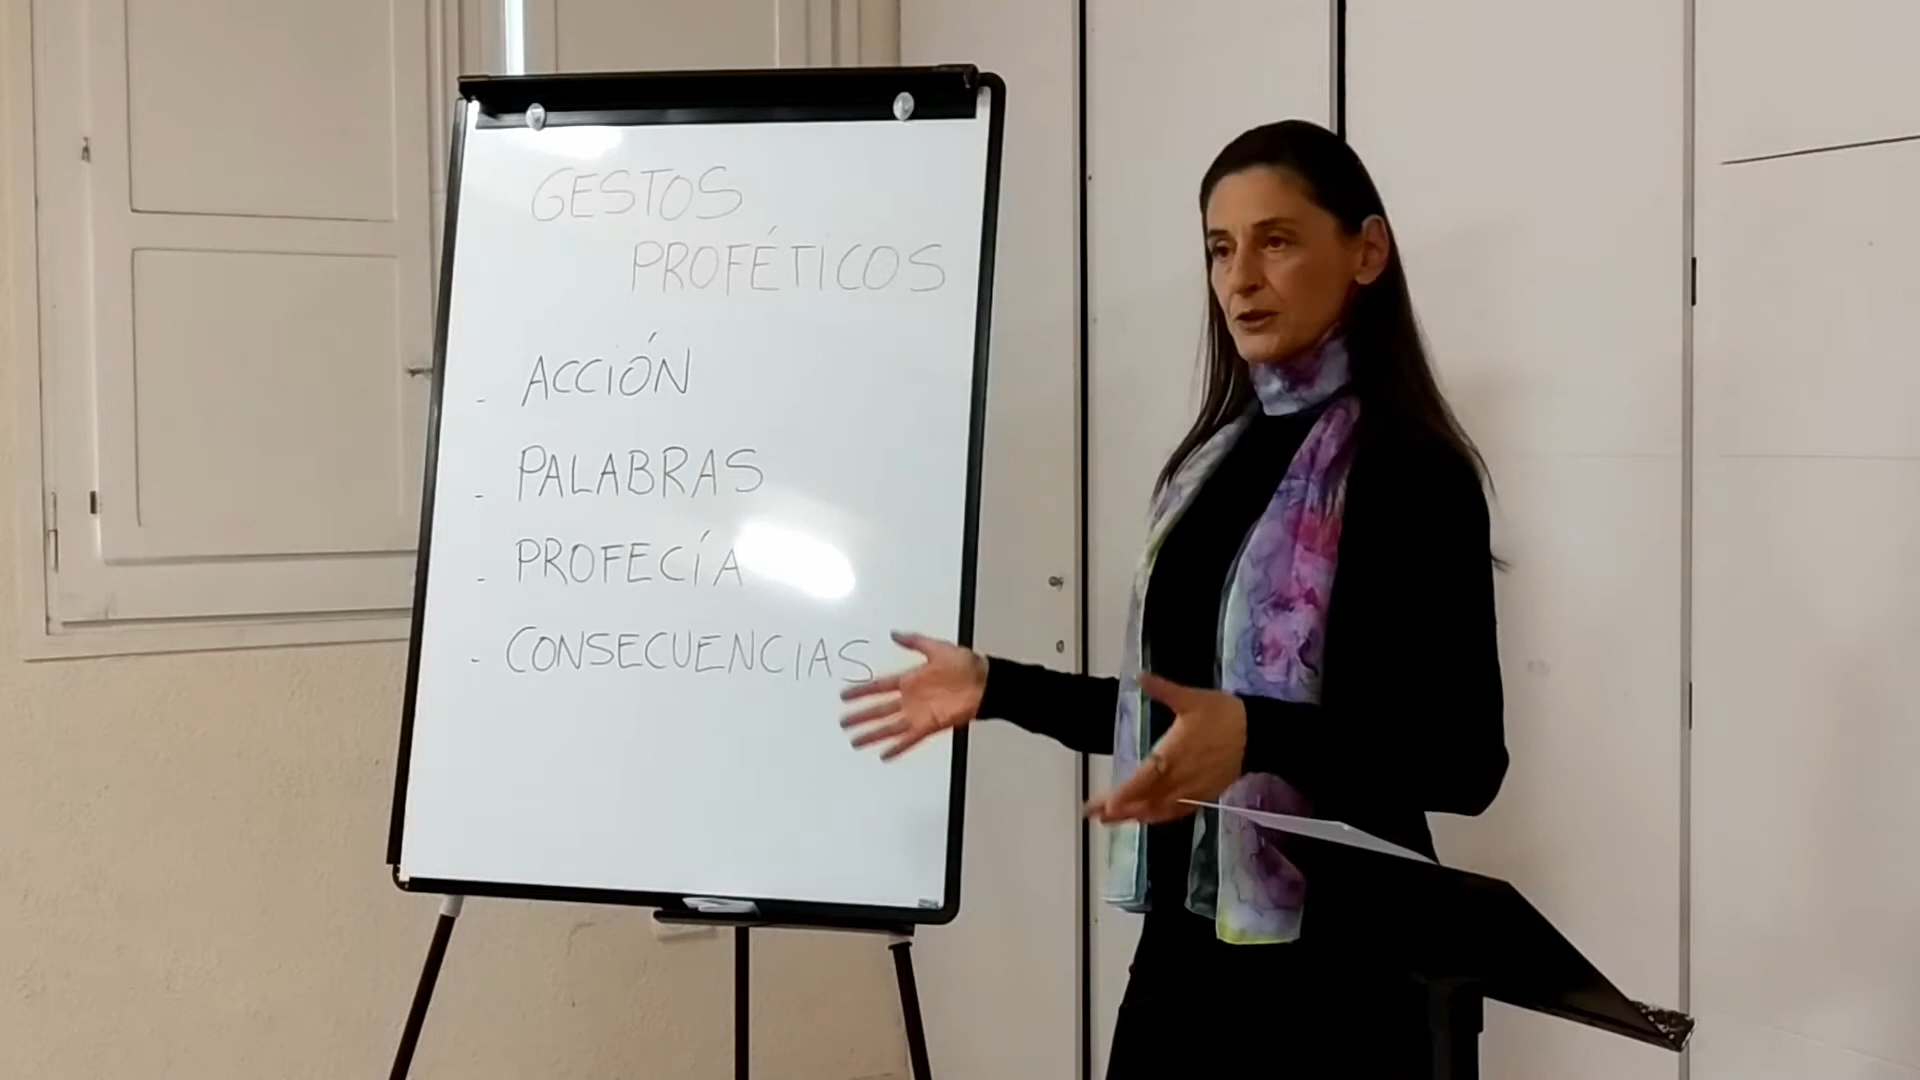 GESTOS
PROFÉTICOS
- ACCIÓN
- PALABRAS
- PROFECÍA
- CONSECUENCIAS